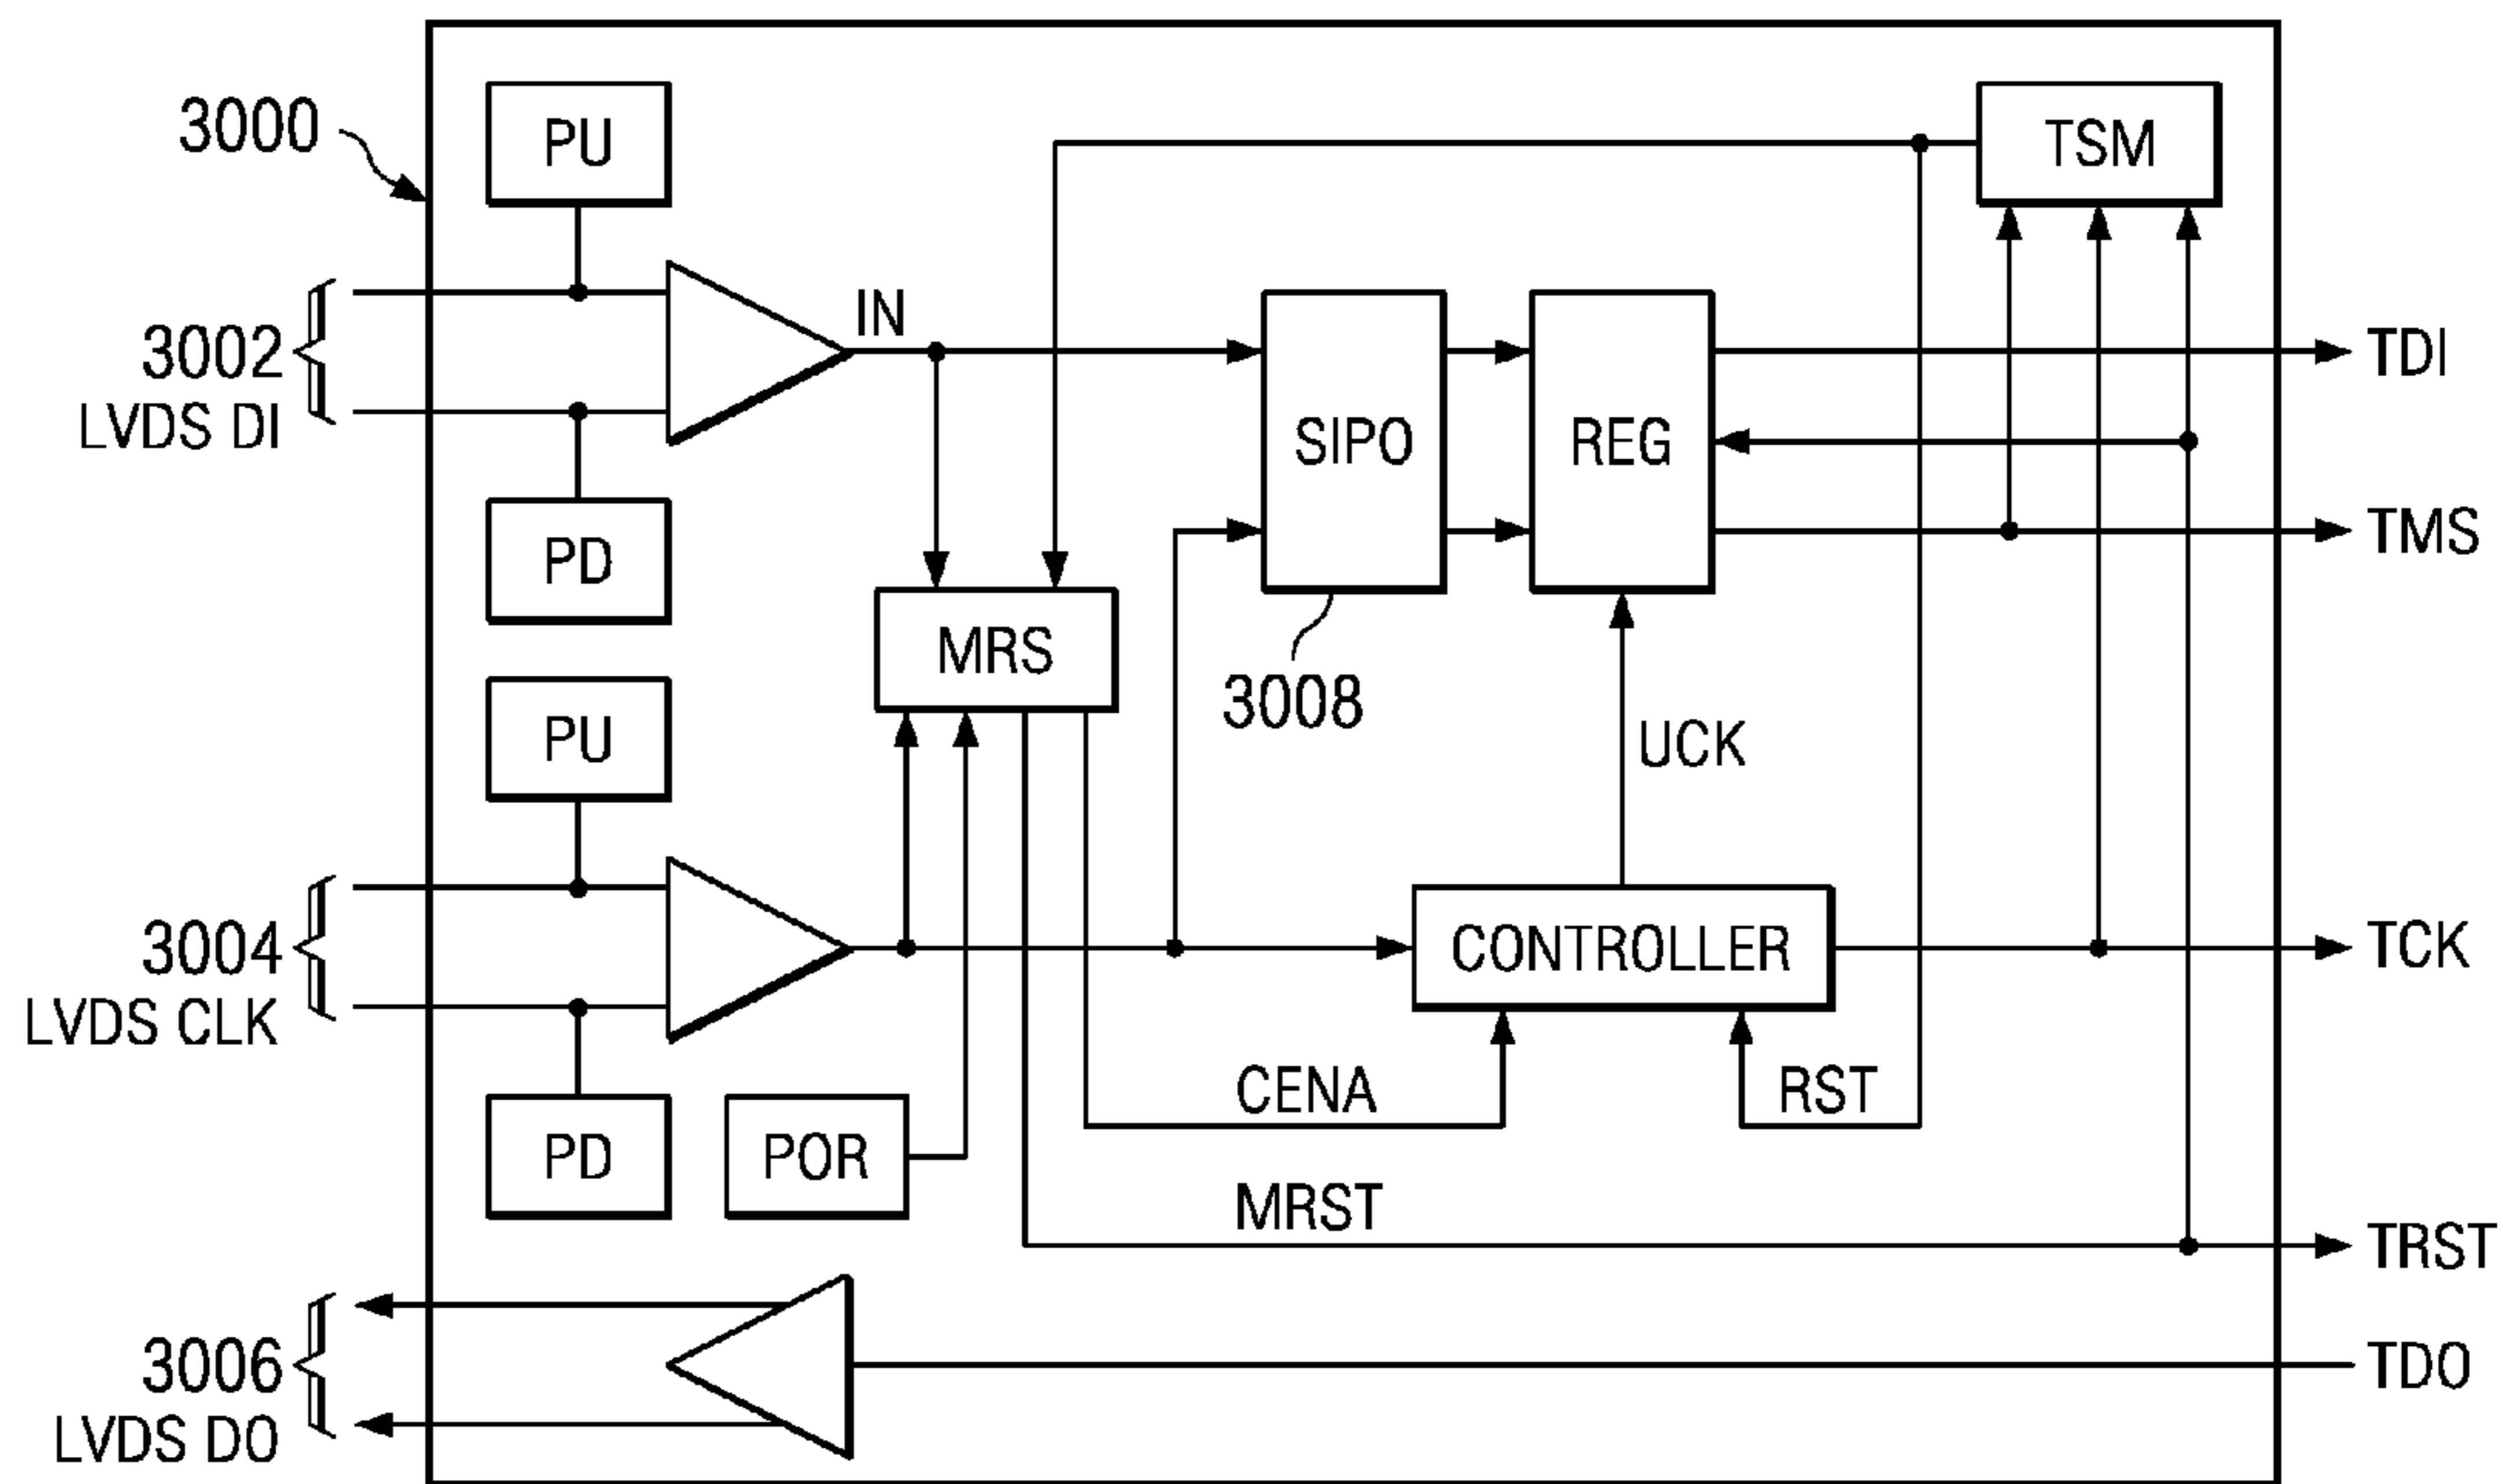 3000
PU
TSM
IN
3002
LVDS DI
SIPO
REG
TDI
PD
TMS
MRS
3008
PU
UCK
3004
LVDS CLK
CONTROLLER
TCK
CENA
RST
PD
POR
MRST
TRST
3006
LVDS DO
TDO